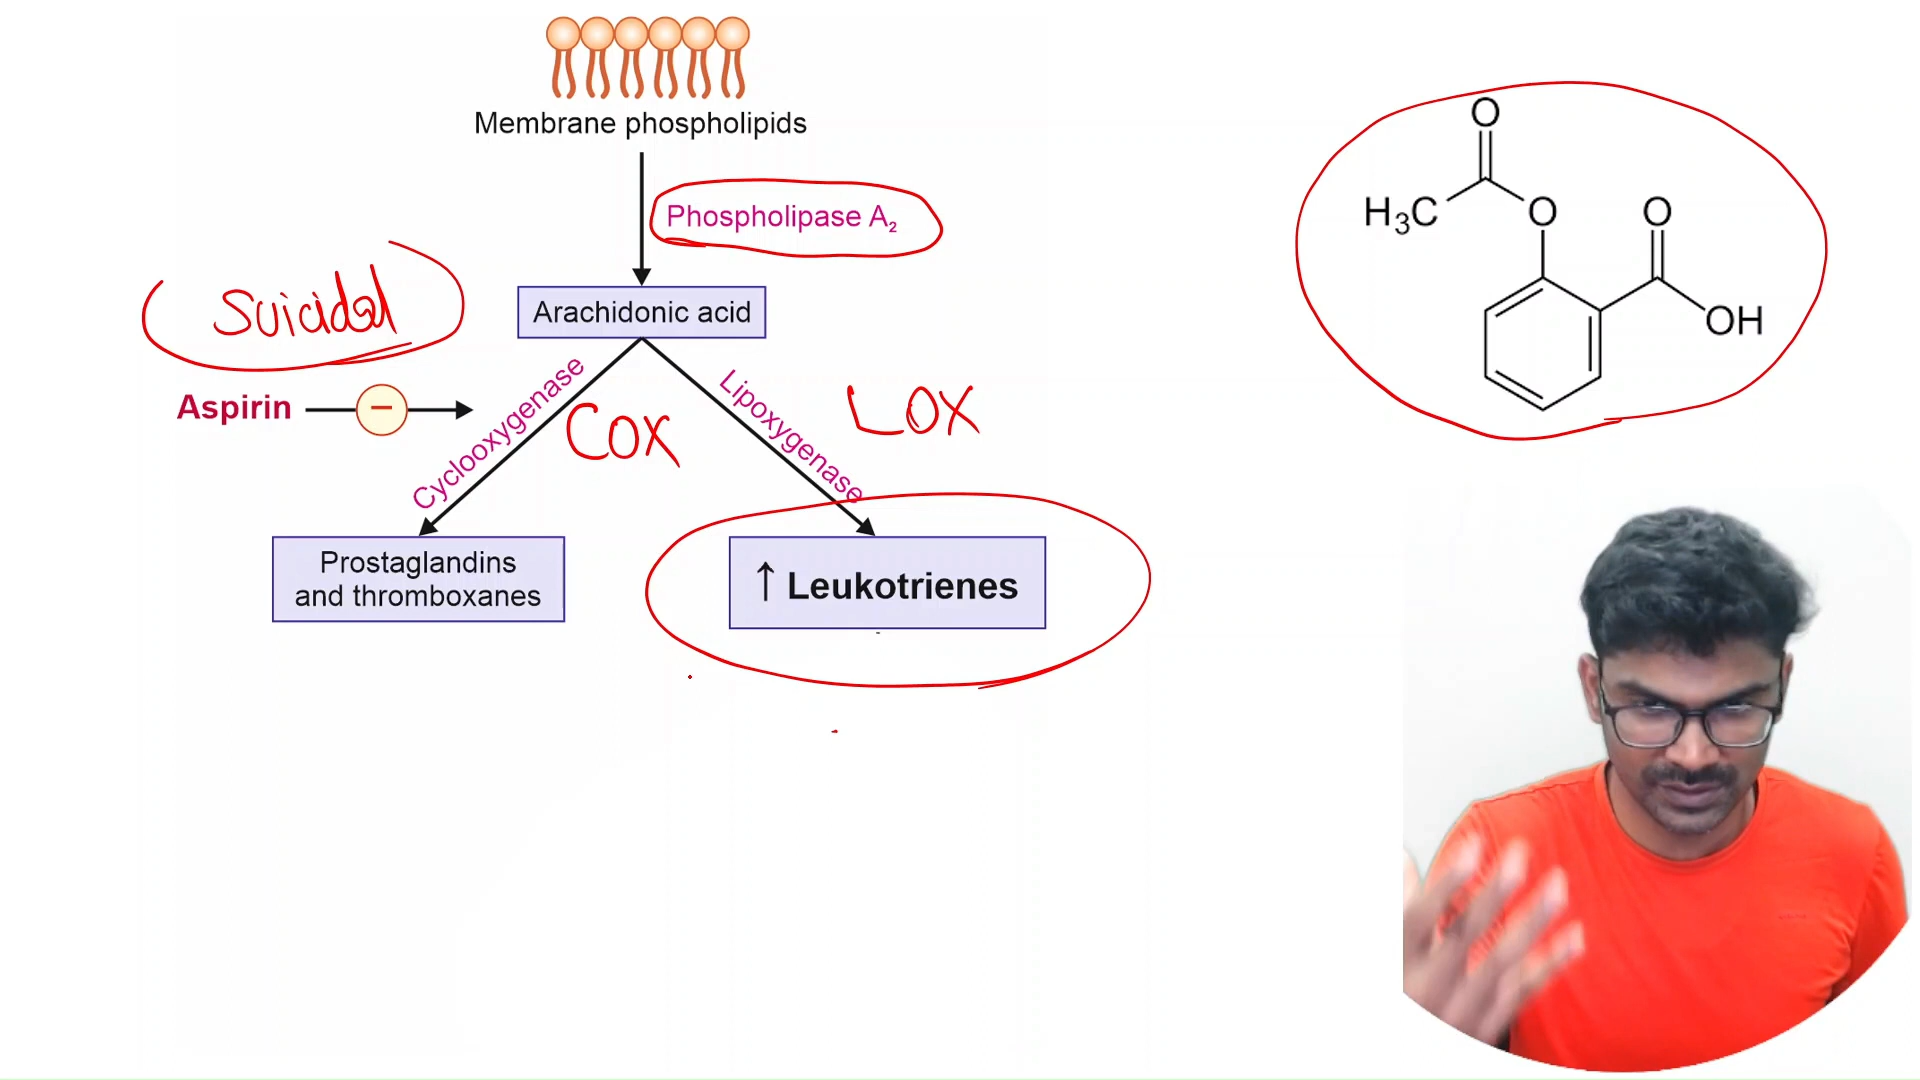 Membrane phospholipids
Phospholipase A₂
Suicidal
Arachidonic acid
Aspirin
−
Cyclooxygenase
COX
Lipoxygenase
LOX
Prostaglandins
and thromboxanes
↑ Leukotrienes
O
H₃C
O
O
OH